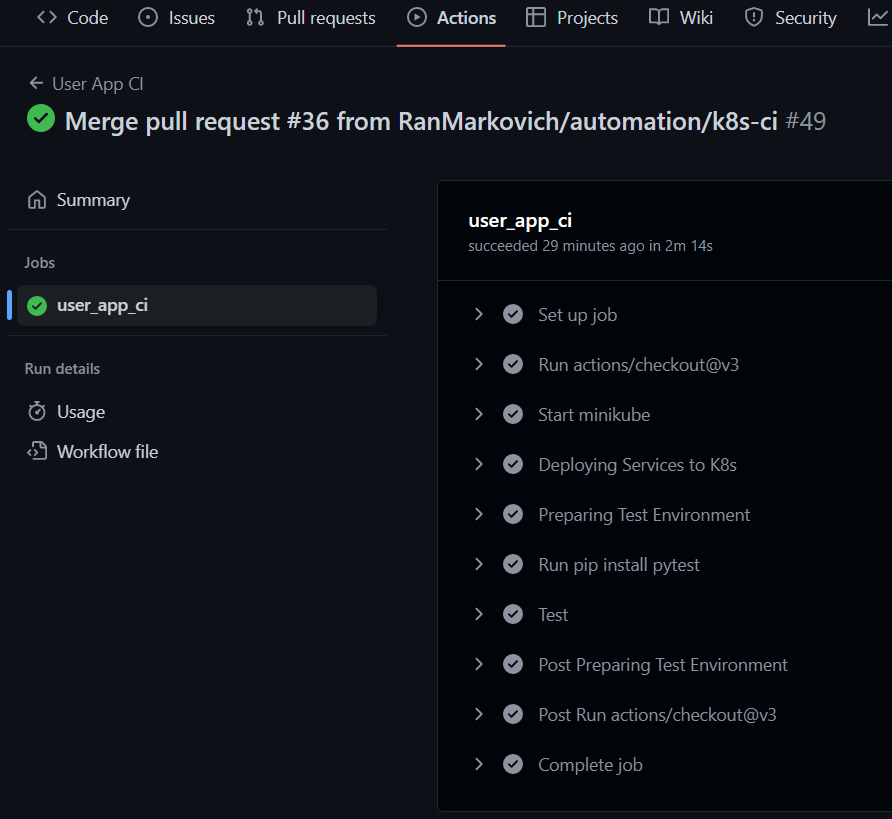 Code Issues Pull requests Actions Projects Wiki Security
User App CI
Merge pull request #36 from RanMarkovich/automation/k8s-ci #49
Summary
Jobs
user_app_ci
Run details
Usage
Workflow file
user_app_ci
succeeded 29 minutes ago in 2m 14s
Set up job
Run actions/checkout@v3
Start minikube
Deploying Services to K8s
Preparing Test Environment
Run pip install pytest
Test
Post Preparing Test Environment
Post Run actions/checkout@v3
Complete job